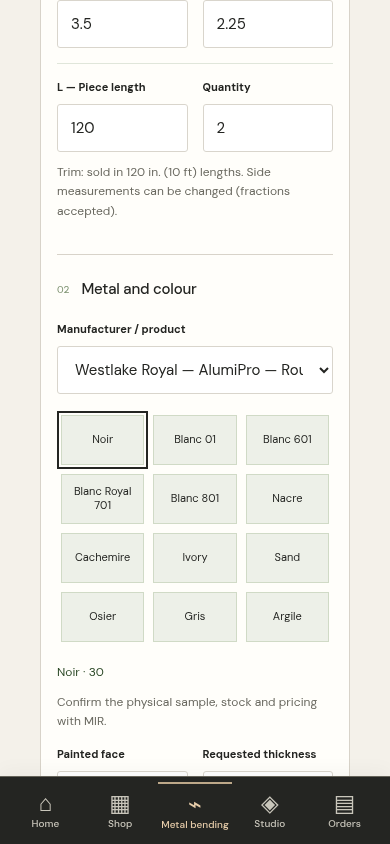 3.5 2.25
L — Piece length Quantity
120 2
Trim: sold in 120 in. (10 ft) lengths. Side
measurements can be changed (fractions
accepted).
02 Metal and colour
Manufacturer / product
Westlake Royal — AlumiPro — Rou
Noir Blanc 01 Blanc 601
Blanc Royal
701 Blanc 801 Nacre
Cachemire Ivory Sand
Osier Gris Argile
Noir · 30
Confirm the physical sample, stock and pricing
with MIR.
Painted face Requested thickness
Home Shop Metal bending Studio Orders